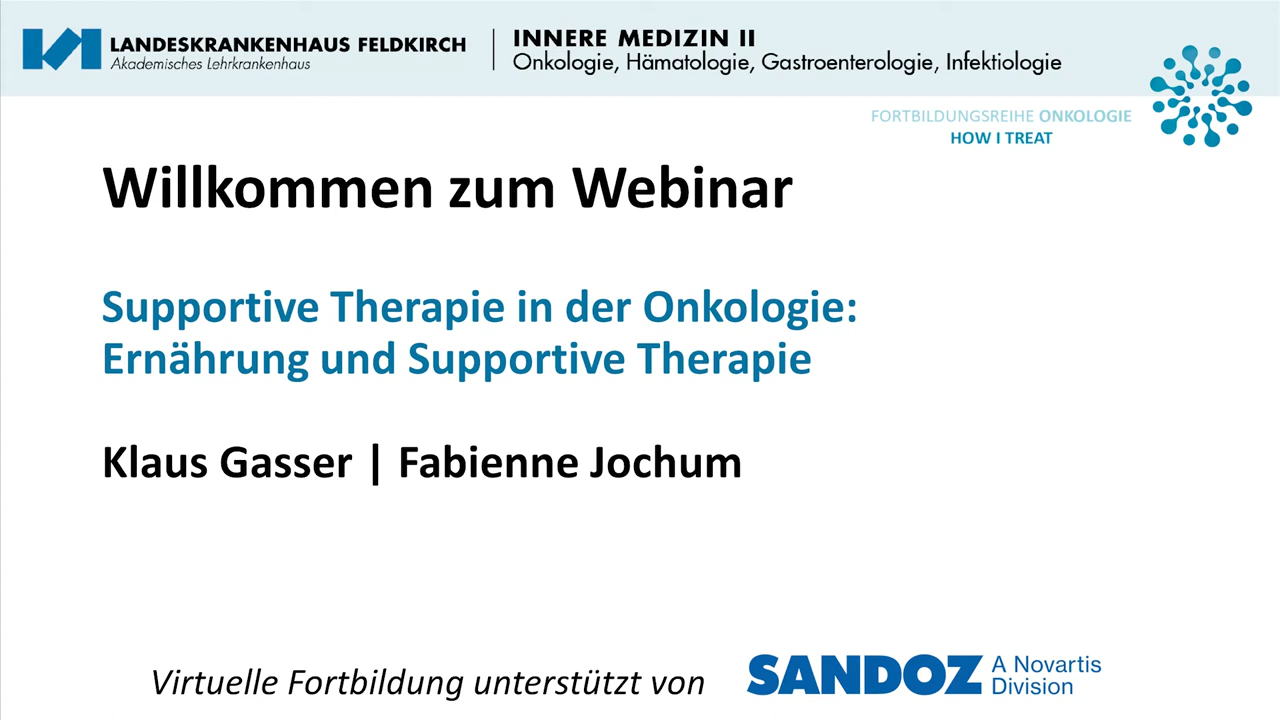 LANDESKRANKENHAUS FELDKIRCH
Akademisches Lehrkrankenhaus
INNERE MEDIZIN II
Onkologie, Hämatologie, Gastroenterologie, Infektiologie
FORTBILDUNGSREIHE ONKOLOGIE
HOW I TREAT
Willkommen zum Webinar
Supportive Therapie in der Onkologie:
Ernährung und Supportive Therapie
Klaus Gasser | Fabienne Jochum
Virtuelle Fortbildung unterstützt von
SANDOZ
A Novartis
Division